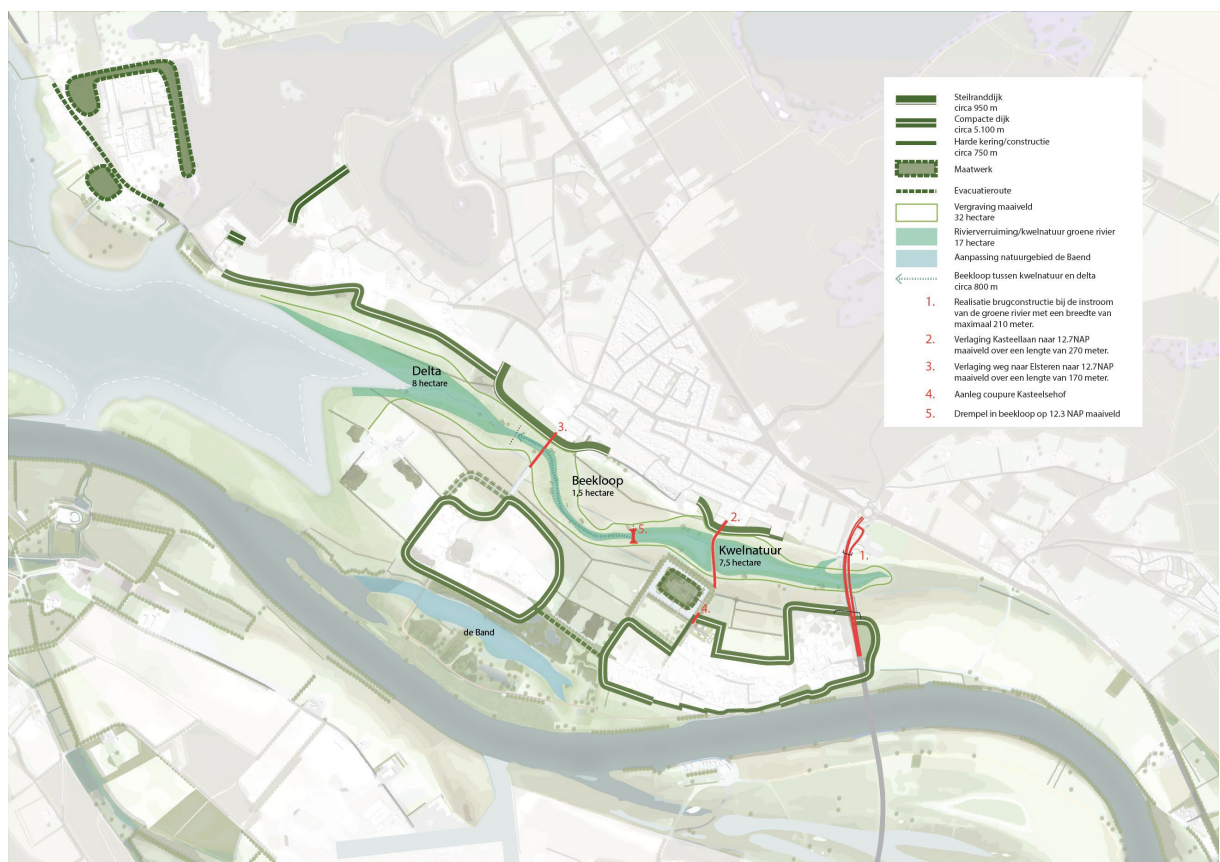 Steilranddijk
circa 950 m
Compacte dijk
circa 5.100 m
Harde kering/constructie
circa 750 m
Maatwerk
Evacuatieroute
Vergraving maaiveld
32 hectare
Rivierverruiming/kwelnatuur groene rivier
17 hectare
Aanpassing natuurgebied de Baend
Beekloop tussen kwelnatuur en delta
circa 800 m
1. Realisatie brugconstructie bij de instroom
van de groene rivier met een breedte van
maximaal 210 meter.
2. Verlaging Kasteellaan naar 12.7NAP
maaiveld over een lengte van 270 meter.
3. Verlaging weg naar Elsteren naar 12.7NAP
maaiveld over een lengte van 170 meter.
4. Aanleg coupure Kasteelsehof
5. Drempel in beekloop op 12.3 NAP maaiveld
Delta
8 hectare
3.
Beekloop
1,5 hectare
2.
5.
Kwelnatuur
7,5 hectare
1.
4.
de Band